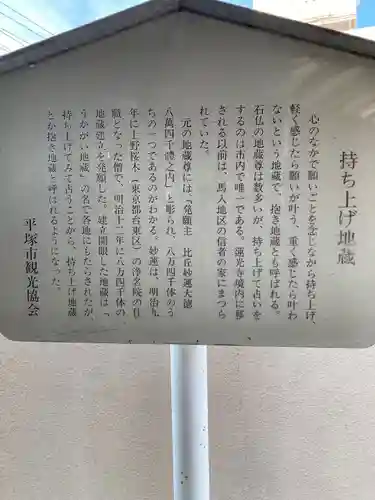 持ち上げ地蔵
心のなかで願いごとを念じながら持ち上げ、
軽く感じたら願いが叶う、重く感じたら叶わ
ないという地蔵で、抱き地蔵とも呼ばれる。
石仏の地蔵尊は数多いが、持ち上げて占いを
するのは市内で唯一である。蓮光寺境内に移
される以前は、馬入地区の信者の家にまつら
れていた。
元の地蔵尊には「発願主 比丘妙運大徳
八萬四千體之内」と彫られ、八万四千体のう
ちの一つであるのがわかる。妙運は、明治九
年に上野桜木（東京都台東区）の浄名院の住
職となった僧で、明治十二年に八万四千体の
地蔵建立を発願した。建立開眼した地蔵は「
うかがい地蔵」の名で各地にもたらされたが、
持ち上げてみて占うことから、持ち上げ地蔵
とか抱き地蔵と呼ばれるようになった。
平塚市観光協会